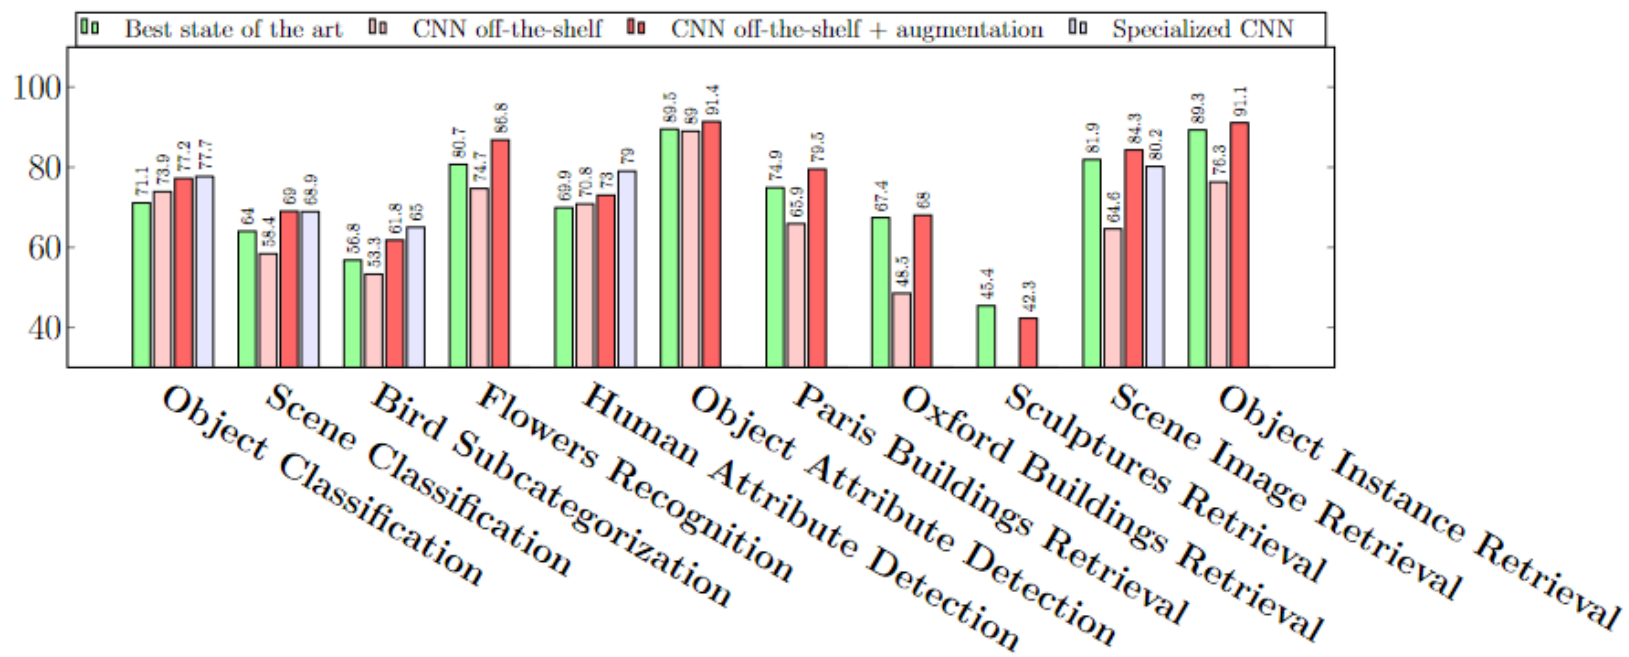 Best state of the art CNN off-the-shelf CNN off-the-shelf + augmentation Specialized CNN
100
80
60
40
71.1 73.9 77.2 77.7
64 58.4 69 68.9
56.8 53.3 61.8 65
80.7 74.7 86.8
69.9 70.8 73 79
89.5 89 91.4
74.9 65.9 79.5
67.4 48.5 68
45.4 42.3
81.9 64.6 84.3 80.2
89.3 76.3 91.1
Object Classification
Scene Classification
Bird Subcategorization
Flowers Recognition
Human Attribute Detection
Object Attribute Detection
Paris Buildings Retrieval
Oxford Buildings Retrieval
Sculptures Retrieval
Scene Image Retrieval
Object Instance Retrieval